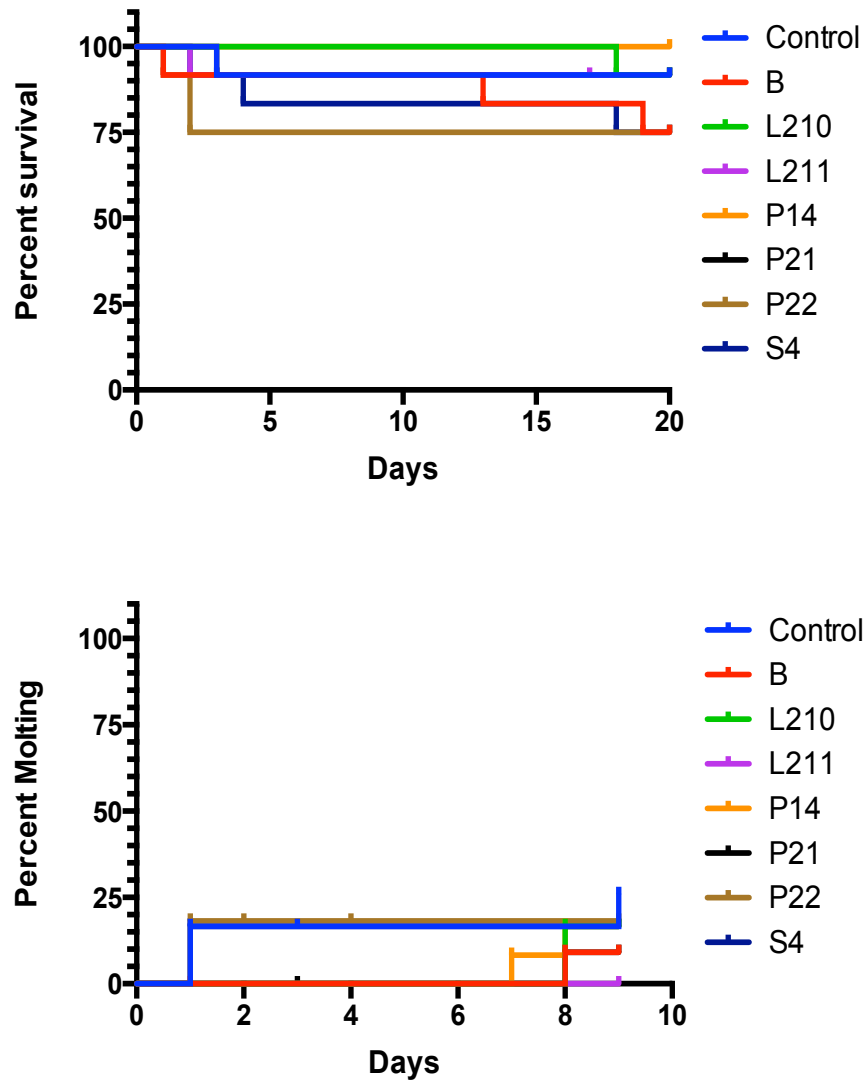 Percent survival
100
75
50
25
0
0 5 10 15 20
Days
Control
B
L210
L211
P14
P21
P22
S4
Percent Molting
100
75
50
25
0
0 2 4 6 8 10
Days
Control
B
L210
L211
P14
P21
P22
S4